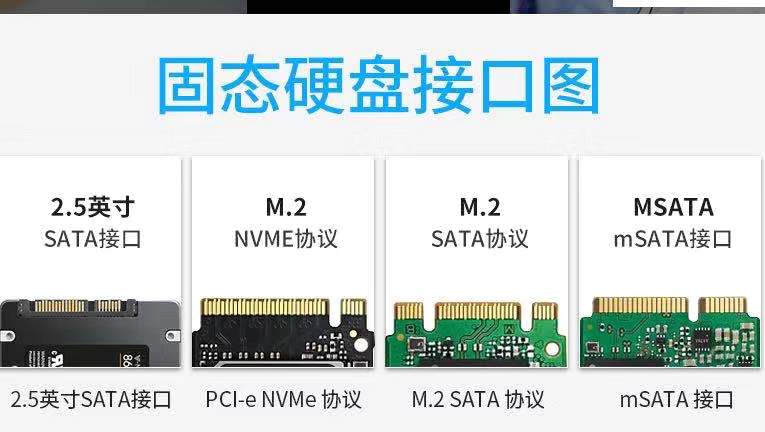 固态硬盘接口图
2.5英寸
SATA接口
M.2
NVME协议
M.2
SATA协议
MSATA
mSATA接口
2.5英寸SATA接口
PCI-e NVMe 协议
M.2 SATA 协议
mSATA 接口